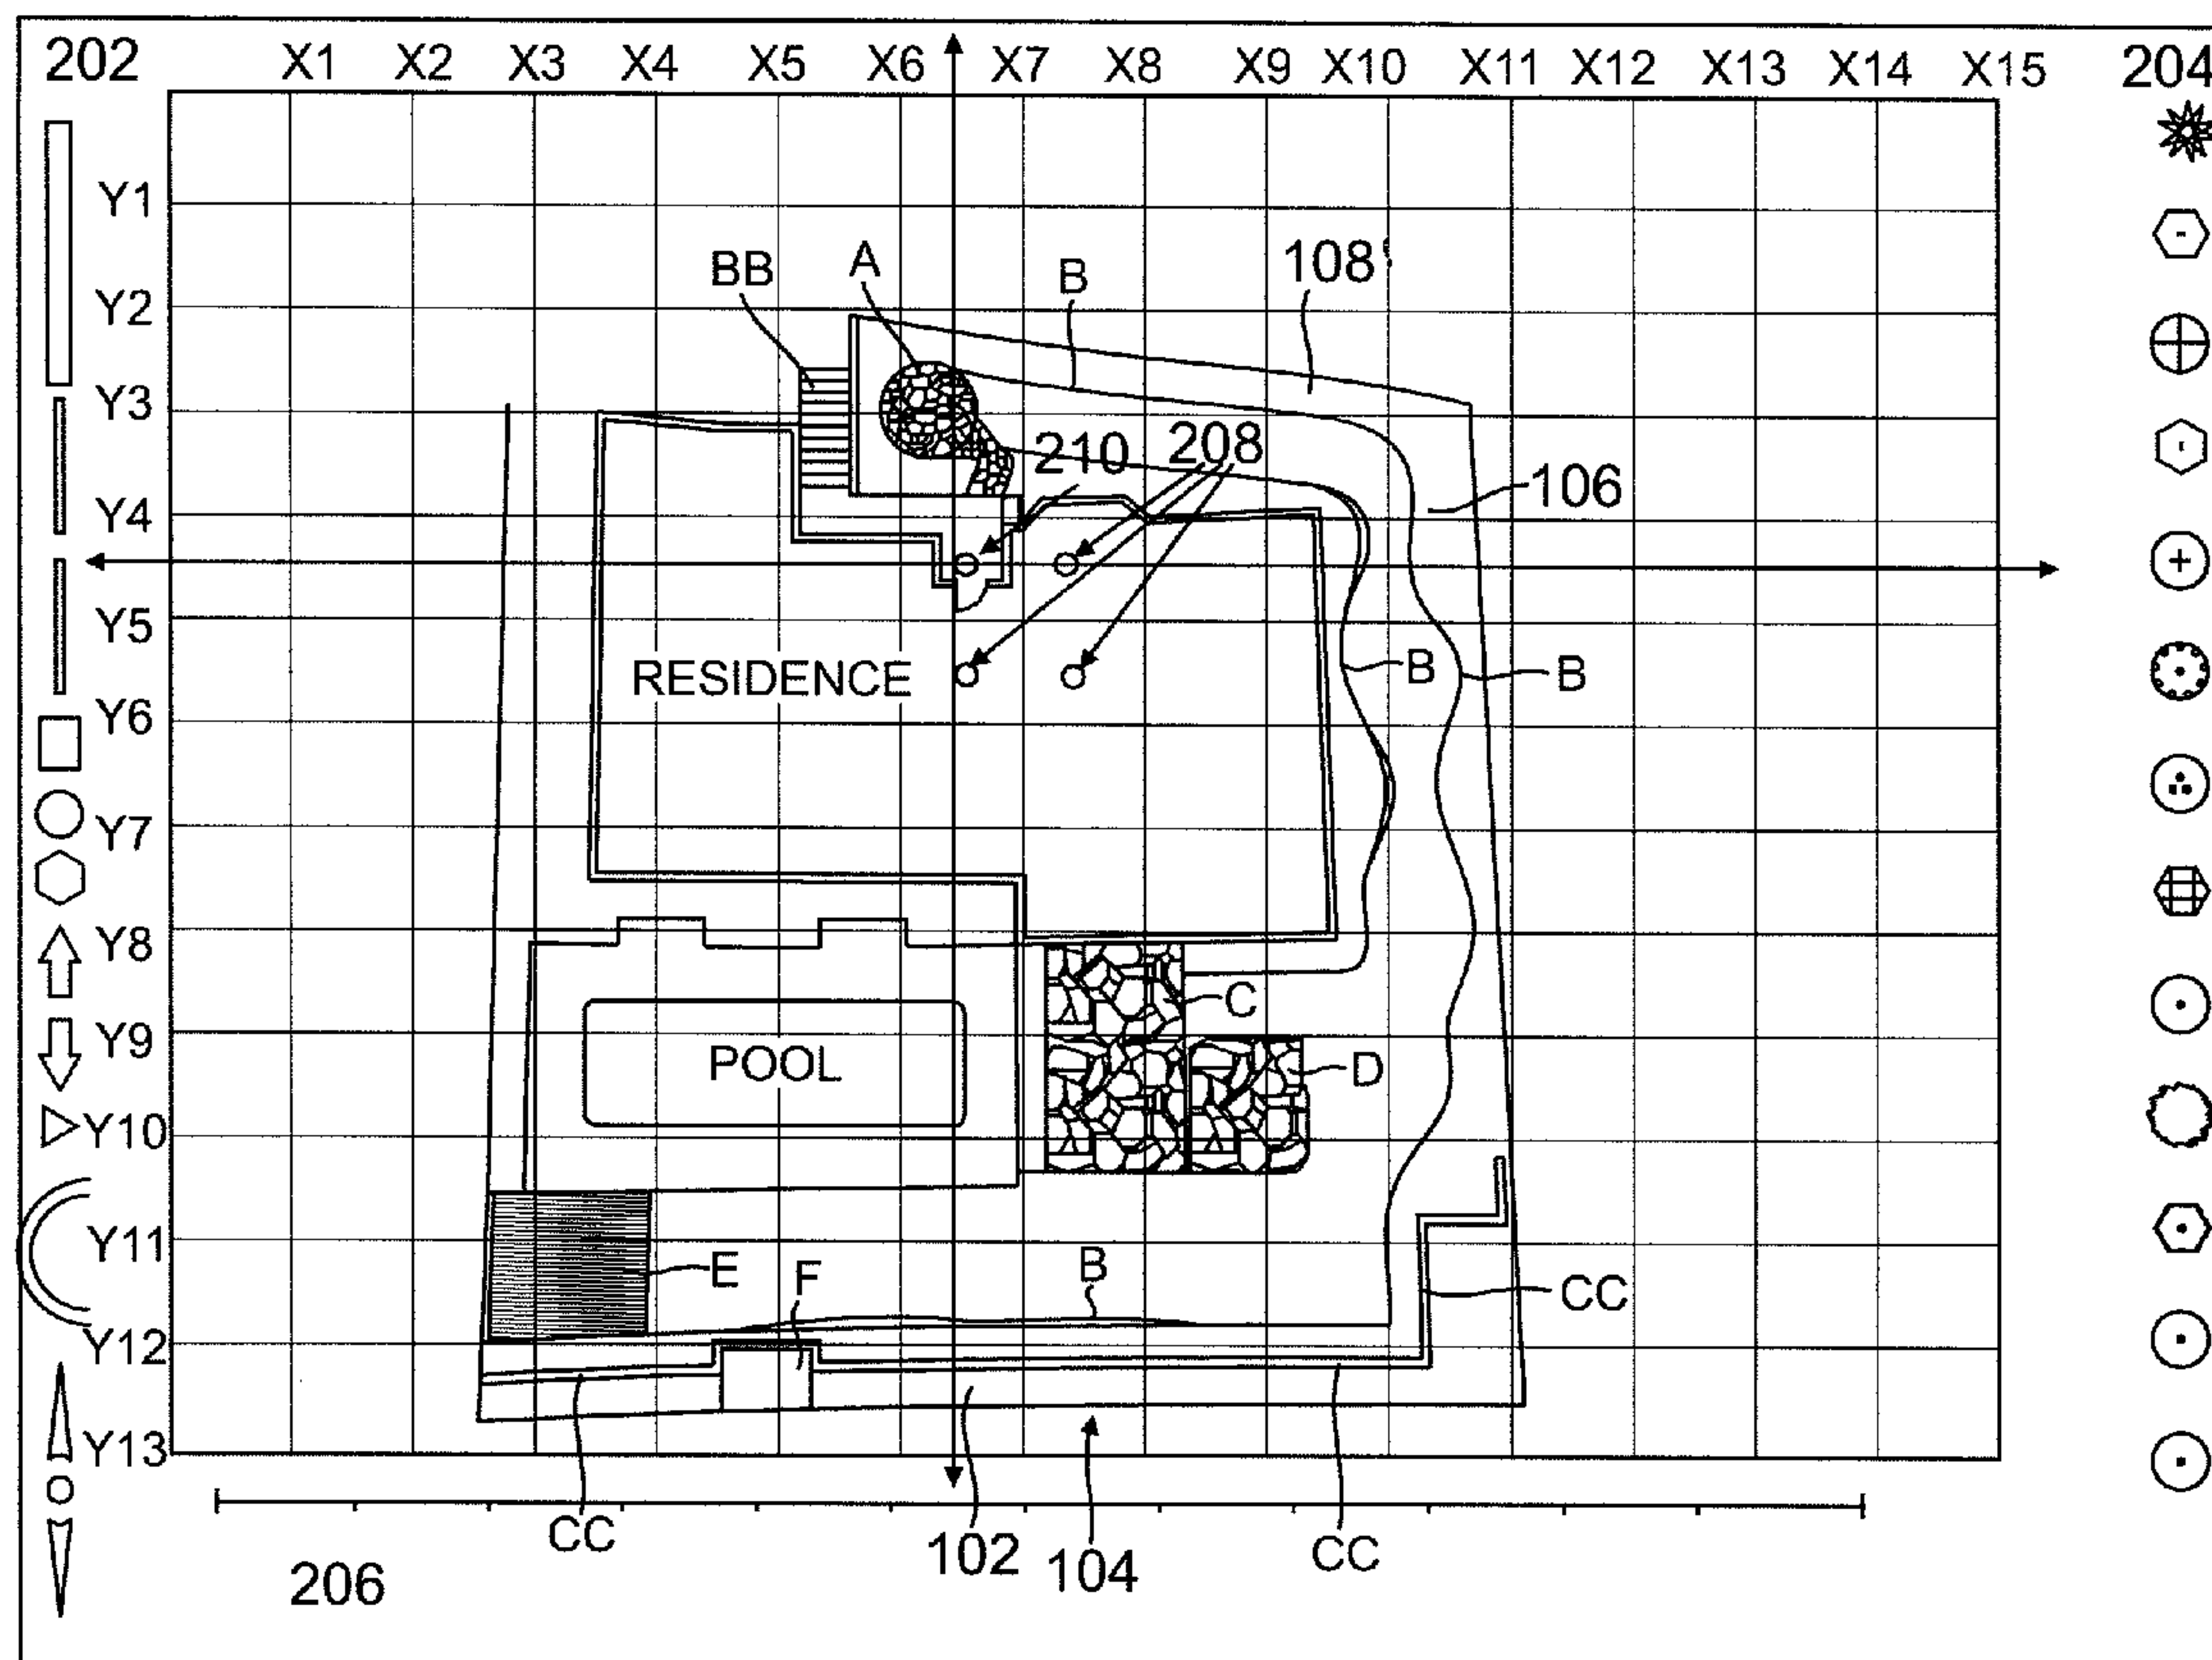 202 X1 X2 X3 X4 X5 X6 X7 X8 X9 X10 X11 X12 X13 X14 X15 204
Y1
BB A B 108'
Y2
Y3
210 208 106
Y4
Y5
RESIDENCE B B
Y6
Y7
Y8
C
Y9
POOL D
Y10
Y11
E F B CC
Y12
Y13
CC 102 104 CC
206